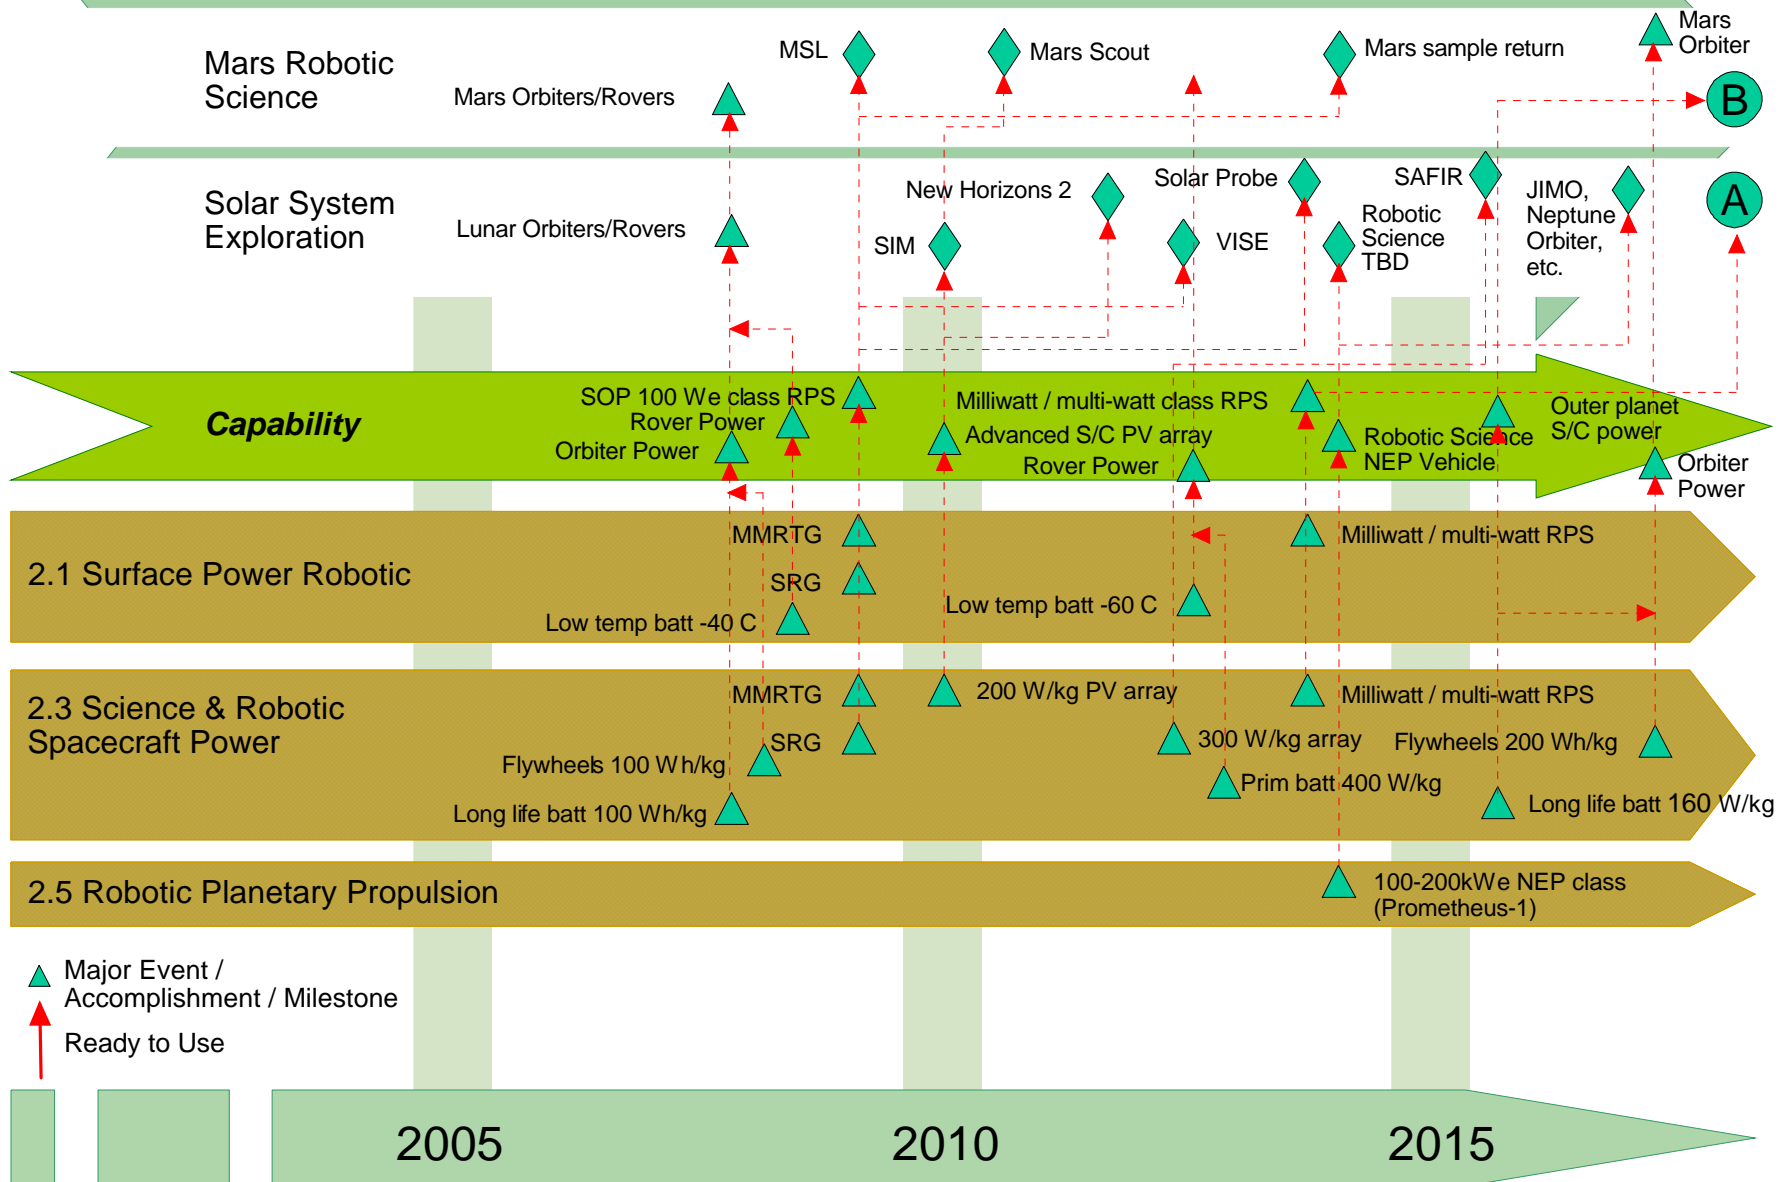 Mars Robotic
Science
Mars Orbiters/Rovers
MSL
Mars Scout
Mars sample return
Mars
Orbiter
B
Solar System
Exploration
Lunar Orbiters/Rovers
New Horizons 2
SIM
Solar Probe
VISE
Robotic
Science
TBD
SAFIR
JIMO,
Neptune
Orbiter,
etc.
A
Capability
SOP 100 We class RPS
Rover Power
Orbiter Power
Milliwatt / multi-watt class RPS
Advanced S/C PV array
Rover Power
Robotic Science
NEP Vehicle
Outer planet
S/C power
Orbiter
Power
2.1 Surface Power Robotic
MMRTG
SRG
Low temp batt -40 C
Low temp batt -60 C
Milliwatt / multi-watt RPS
2.3 Science & Robotic
Spacecraft Power
MMRTG
SRG
Flywheels 100 Wh/kg
Long life batt 100 Wh/kg
200 W/kg PV array
300 W/kg array
Prim batt 400 W/kg
Milliwatt / multi-watt RPS
Flywheels 200 Wh/kg
Long life batt 160 W/kg
2.5 Robotic Planetary Propulsion
100-200kWe NEP class
(Prometheus-1)
Major Event /
Accomplishment / Milestone
Ready to Use
2005
2010
2015